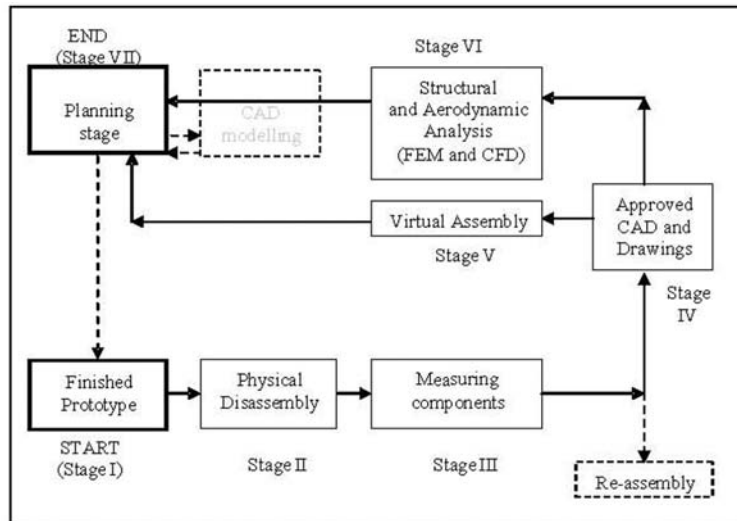 END
(Stage VII)
Planning
stage
CAD
modelling
Stage VI
Structural
and Aerodynamic
Analysis
(FEM and CFD)
Virtual Assembly
Stage V
Approved
CAD and
Drawings
Stage
IV
Finished
Prototype
START
(Stage I)
Physical
Disassembly
Stage II
Measuring
components
Stage III
Re-assembly